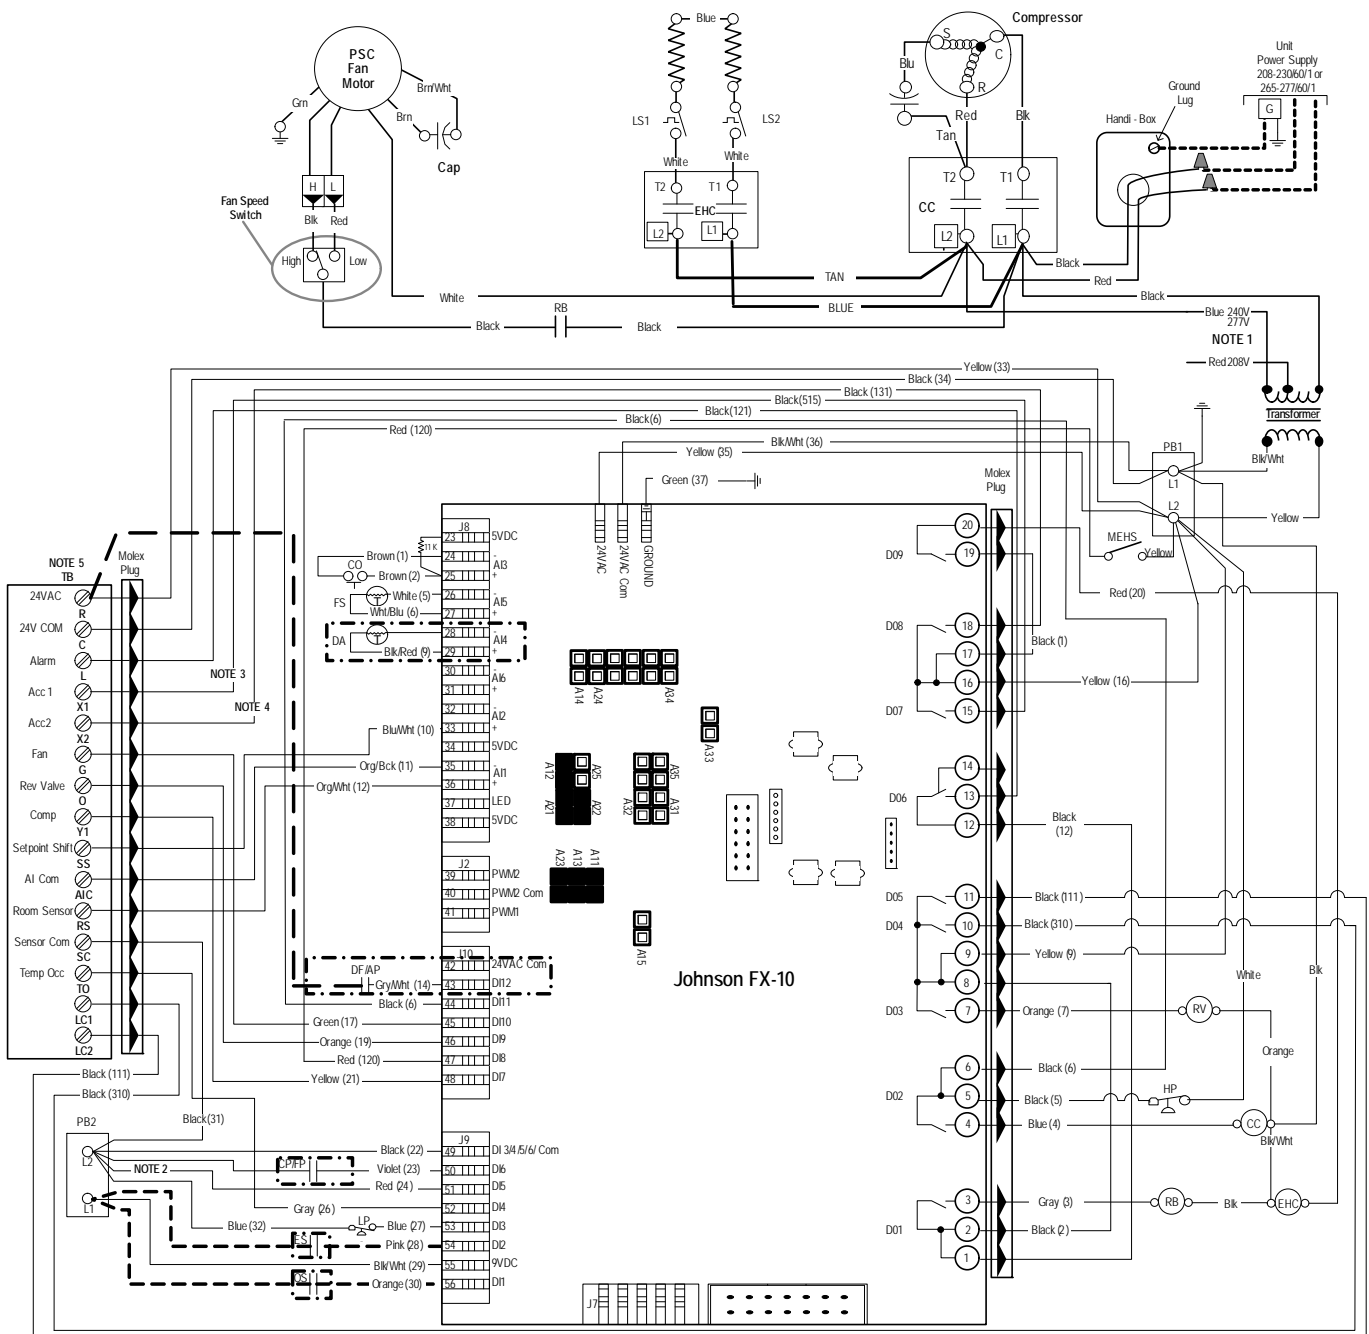 Compressor
Blue
PSC
Fan
Motor
Brn/Wht
Grn
Brn
Cap
S
C
R
Blu
Red
Blk
Tan
LS1
LS2
White
White
Unit
Power Supply
208-230/60/1 or
265-277/60/1
G
Ground
Lug
Handi - Box
H
L
Fan Speed
Switch
Blk
Red
High
Low
T2
T1
EHC
L2
L1
T2
T1
CC
L2
L1
TAN
BLUE
Black
Red
Black
White
RB
Black
Black
Blue 240V
277V
NOTE 1
Red 208V
Transformer
Yellow (33)
Black (34)
Black (131)
Black(515)
Black(121)
Black(6)
Red (120)
Blk/Wht (36)
Yellow (35)
Green (37)
PB1
L1
L2
Blk/Wht
Yellow
MEHS
Yellow
Molex
Plug
24VAC
24VAC Com
GROUND
NOTE 5
TB
Molex
Plug
24VAC
R
24V COM
C
Alarm
L
Acc 1
X1
Acc2
X2
Fan
G
Rev Valve
O
Comp
Y1
Setpoint Shift
SS
AI Com
AIC
Room Sensor
RS
Sensor Com
SC
Temp Occ
TO
LC1
LC2
NOTE 3
NOTE 4
J8
23
5VDC
11 K
Brown (1)
24
-
AI3
CO
Brown (2)
25
+
White (5)
26
-
AI5
FS
Wht/Blu (6)
27
+
28
-
AI4
DA
Blk/Red (9)
29
+
30
-
AI6
31
+
32
-
AI2
Blu/Wht (10)
33
+
34
5VDC
Org/Bck (11)
35
-
AI1
Org/Wht (12)
36
+
37
LED
38
5VDC
J2
39
PWM2
40
PWM2 Com
41
PWM1
J10
42
24VAC Com
DF/AP
Gry/Wht (14)
43
DI12
Black (6)
44
DI11
Green (17)
45
DI10
Orange (19)
46
DI9
Red (120)
47
DI8
Yellow (21)
48
DI7
J9
Black (22)
49
DI 3/4/5/6/ Com
CP/FP
Violet (23)
50
DI6
Red (24)
51
DI5
Gray (26)
52
DI4
Blue (32)
LP
Blue (27)
53
DI3
ES
Pink (28)
54
DI2
Blk/Wht (29)
55
9VDC
OS
Orange (30)
56
DI1
Black (111)
Black (310)
Black(31)
PB2
L2
NOTE 2
L1
A14
A24
A34
A33
A12
A25
A21
A22
A35
A32
A31
A23
A13
A11
A15
Johnson FX-10
J7
20
D09
19
D08
18
17
16
D07
15
14
D06
13
12
D05
11
D04
10
9
8
D03
7
6
D02
5
4
3
D01
2
1
Red (20)
Black (1)
Yellow (16)
Black
(12)
Black (111)
Black (310)
Yellow (9)
White
Blk
Orange (7)
RV
Orange
Black (6)
Black (5)
HP
Blue (4)
CC
Blk/Wht
Gray (3)
RB
Blk
EHC
Black (2)